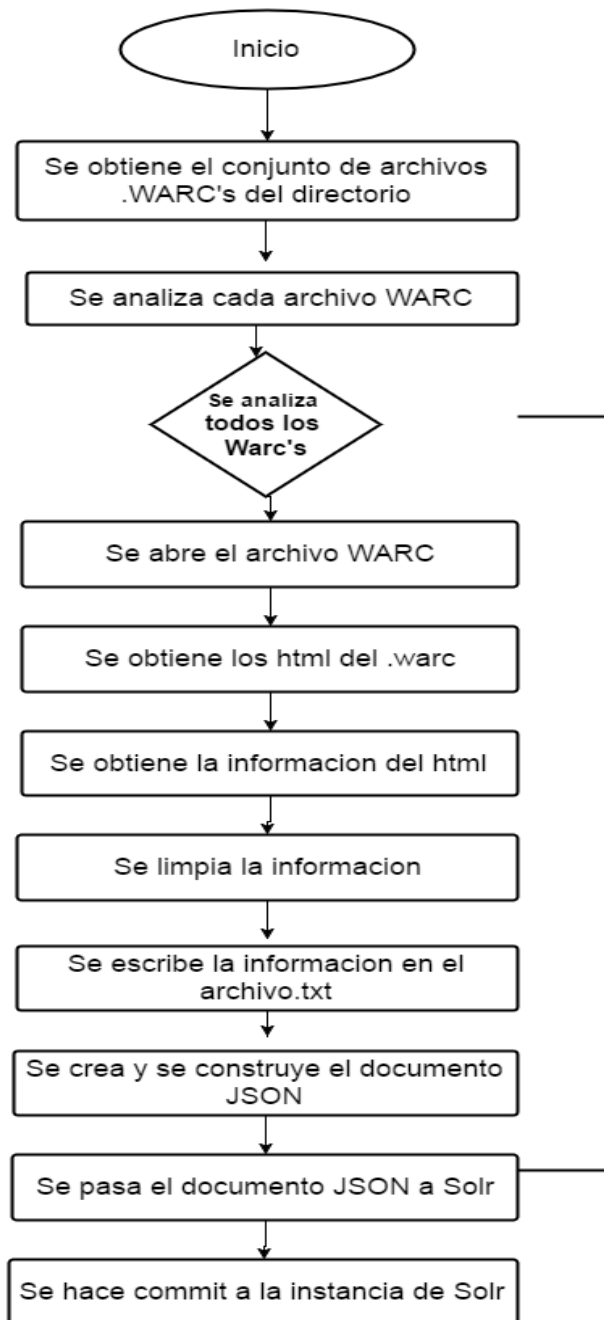 Inicio
Se obtiene el conjunto de archivos
.WARC's del directorio
Se analiza cada archivo WARC
Se analiza
todos los
Warc's
Se abre el archivo WARC
Se obtiene los html del .warc
Se obtiene la informacion del html
Se limpia la informacion
Se escribe la informacion en el
archivo.txt
Se crea y se construye el documento
JSON
Se pasa el documento JSON a Solr
Se hace commit a la instancia de Solr